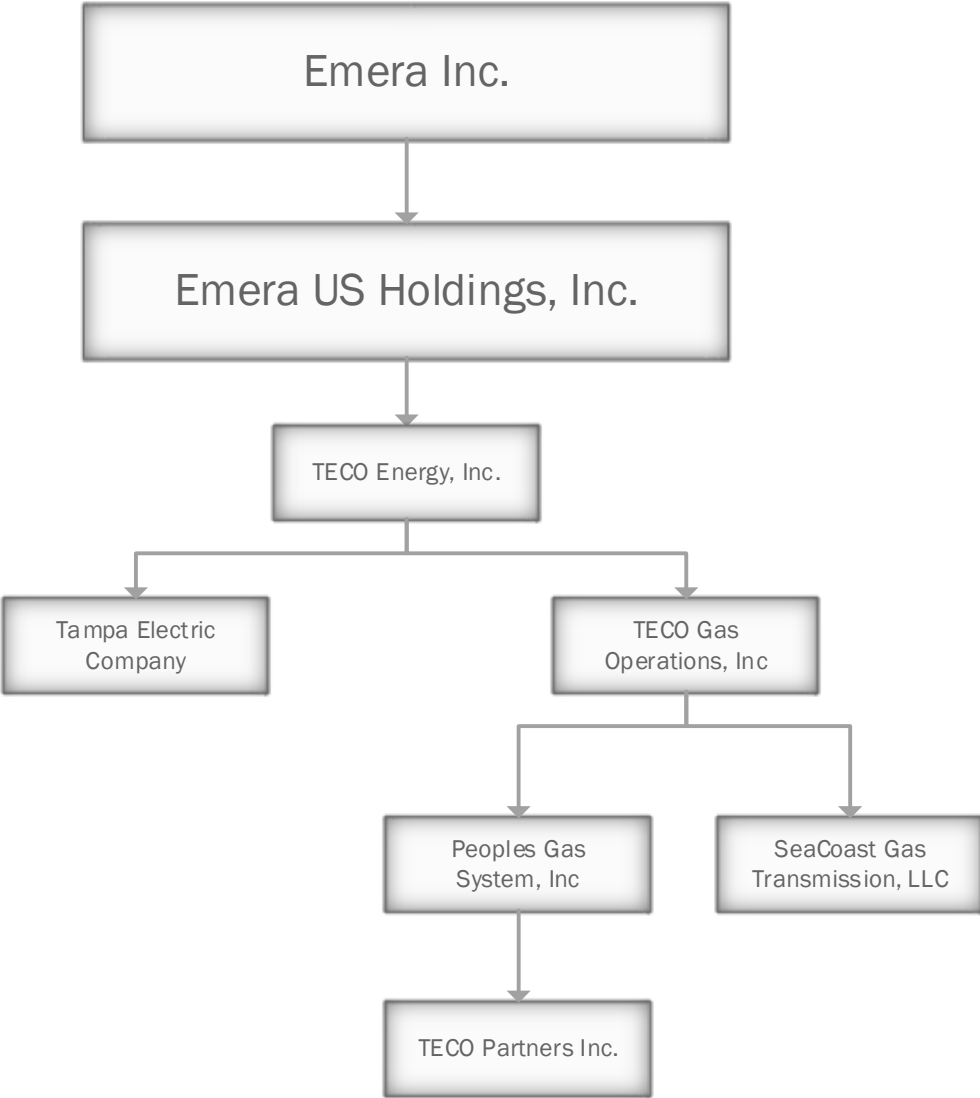 Emera Inc.
Emera US Holdings, Inc.
TECO Energy, Inc.
Tampa Electric
Company
TECO Gas
Operations, Inc
Peoples Gas
System, Inc
SeaCoast Gas
Transmission, LLC
TECO Partners Inc.